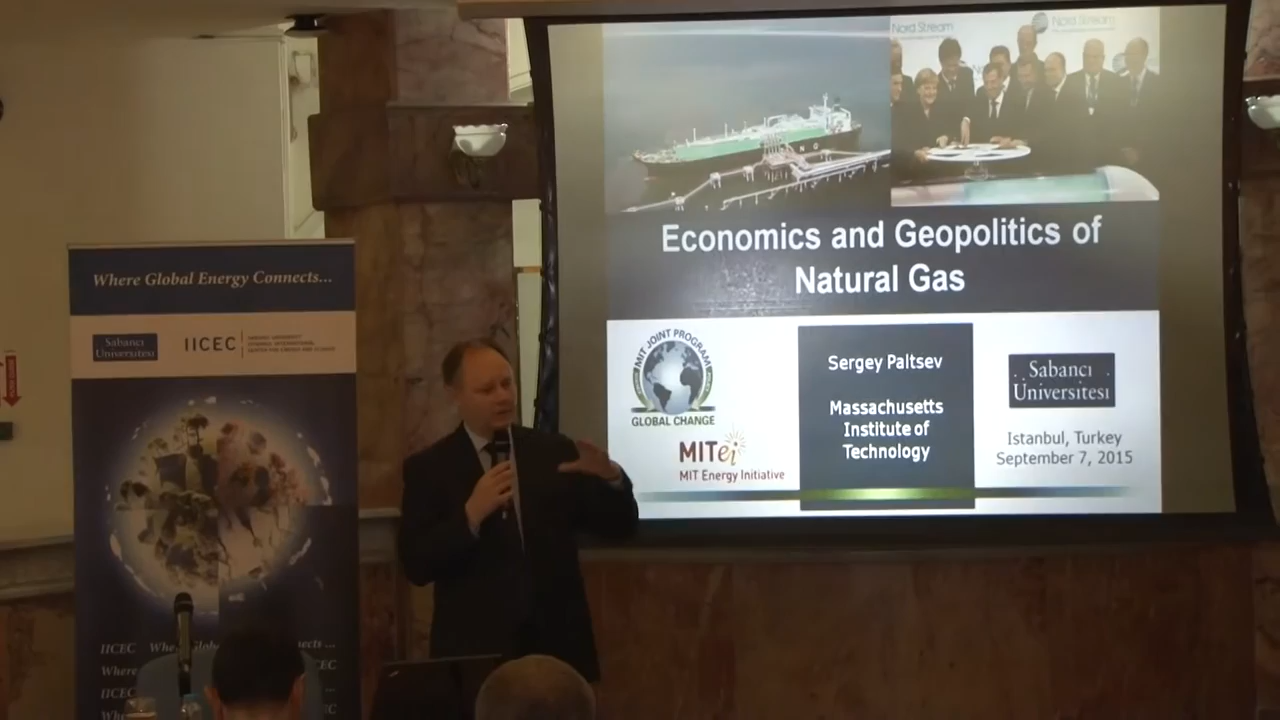 Nord Stream
Nord Stream
Economics and Geopolitics of
Natural Gas
MIT JOINT PROGRAM
GLOBAL CHANGE
MITei
MIT Energy Initiative
Sergey Paltsev
Massachusetts
Institute of
Technology
Sabancı
Üniversitesi
Istanbul, Turkey
September 7, 2015
Where Global Energy Connects...
Sabancı
Üniversitesi
IICEC
IICEC
Where
IICEC